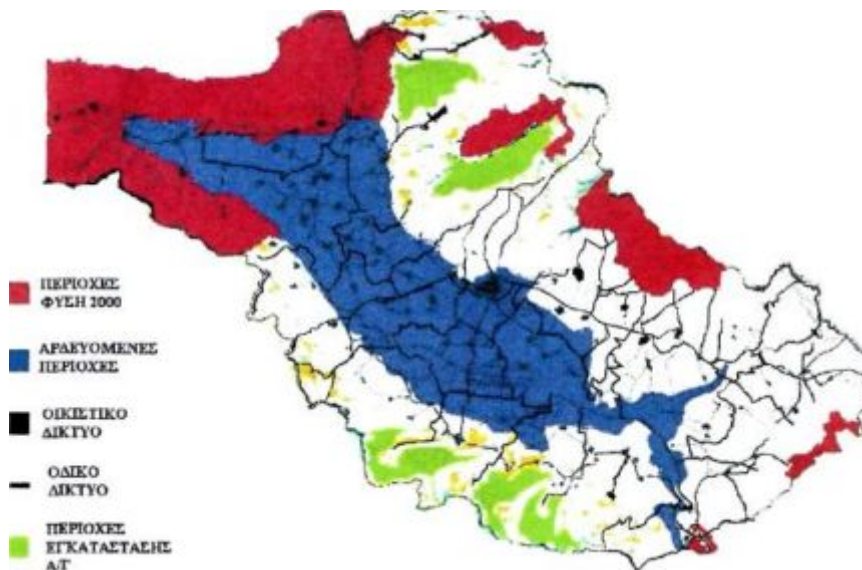 ΠΕΡΙΟΧΕΣ
ΦΥΣΗ 2000
ΑΡΔΕΥΟΜΕΝΕΣ
ΠΕΡΙΟΧΕΣ
ΟΙΚΙΣΤΙΚΟ
ΔΙΚΤΥΟ
ΟΔΙΚΟ
ΔΙΚΤΥΟ
ΠΕΡΙΟΧΕΣ
ΕΓΚΑΤΑΣΤΑΣΗΣ
Α/Γ